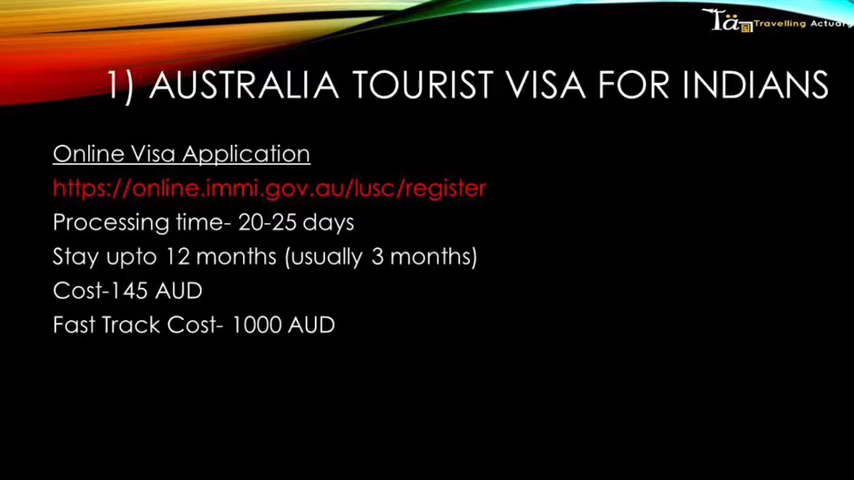 Tä Travelling Actuary
1) AUSTRALIA TOURIST VISA FOR INDIANS
Online Visa Application
https://online.immi.gov.au/lusc/register
Processing time- 20-25 days
Stay upto 12 months (usually 3 months)
Cost-145 AUD
Fast Track Cost- 1000 AUD